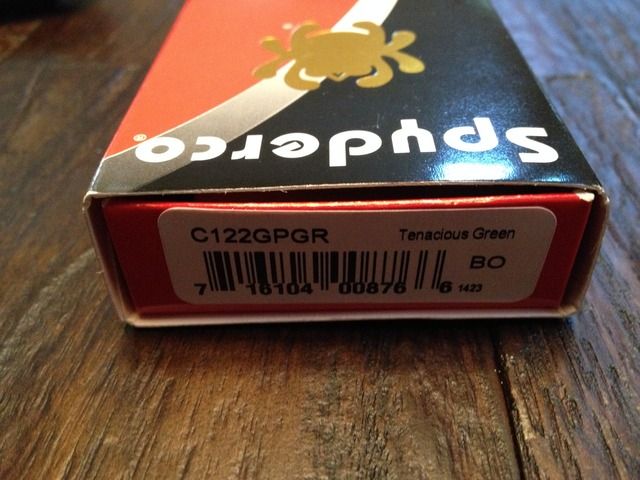 Spyderco®
C122GPGR Tenacious Green
BO
7 16104 00876 6 1423